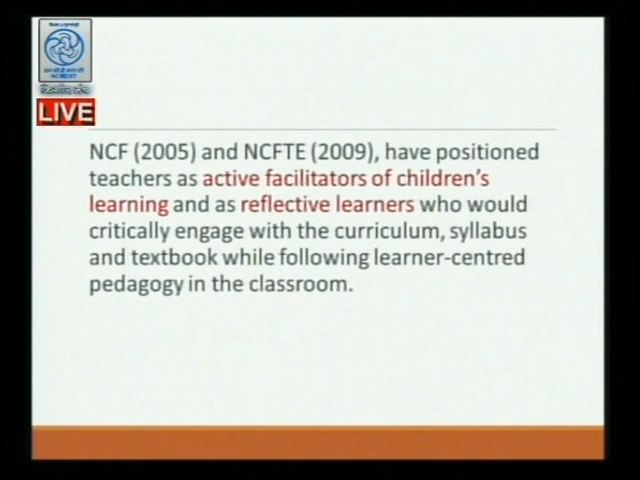 NCERT
LIVE
NCF (2005) and NCFTE (2009), have positioned
teachers as active facilitators of children's
learning and as reflective learners who would
critically engage with the curriculum, syllabus
and textbook while following learner-centred
pedagogy in the classroom.